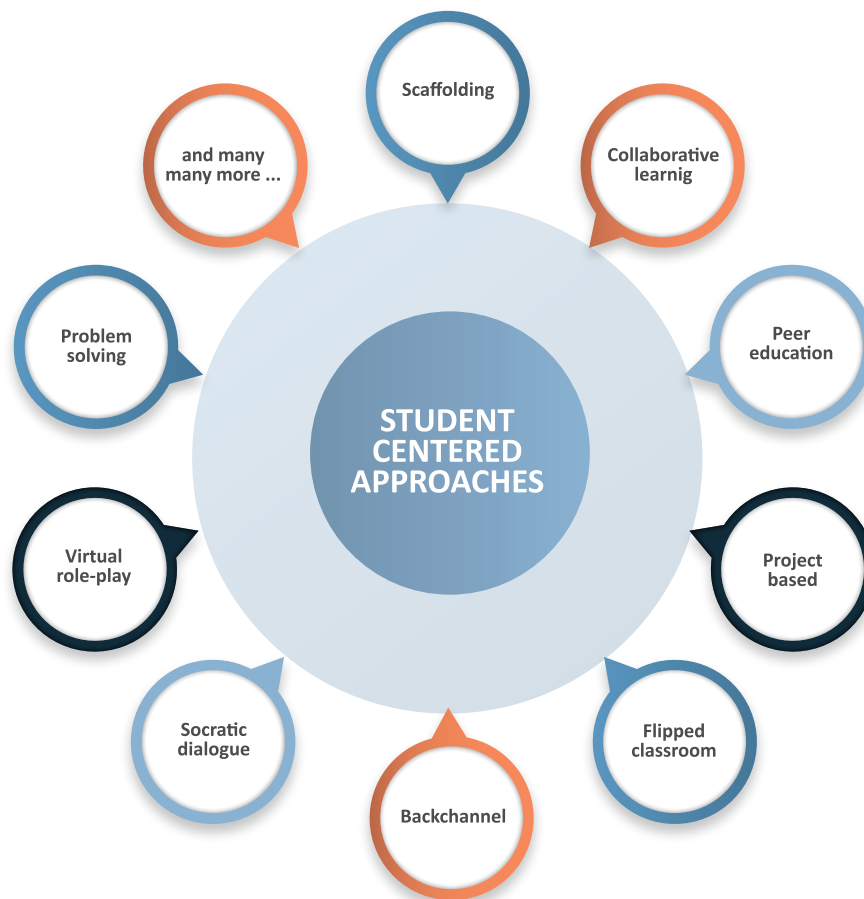 Scaffolding
Collaborative
learnig
Peer
education
Project
based
Flipped
classroom
Backchannel
Socratic
dialogue
Virtual
role-play
Problem
solving
and many
many more ...
STUDENT
CENTERED
APPROACHES